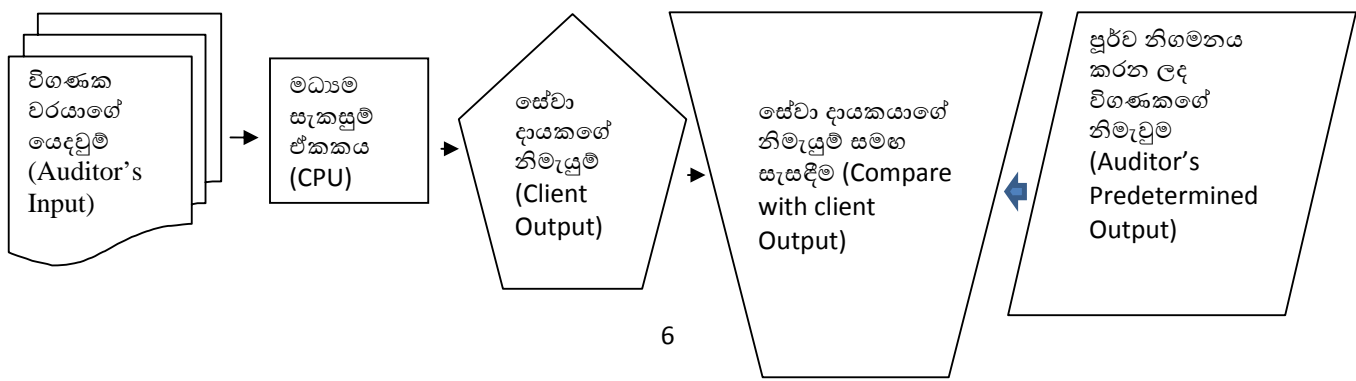 විගණක
වරයාගේ
යෙදවුම්
(Auditor’s
Input)
මධ්‍යම
සැකසුම්
ඒකකය
(CPU)
සේවා
දායකගේ
නිමැයුම්
(Client
Output)
සේවා දායකයාගේ
නිමැයුම් සමඟ
සැසඳීම (Compare
with client
Output)
පූර්ව නිගමනය
කරන ලද
විගණකගේ
නිමැවුම
(Auditor's
Predetermined
Output)
6